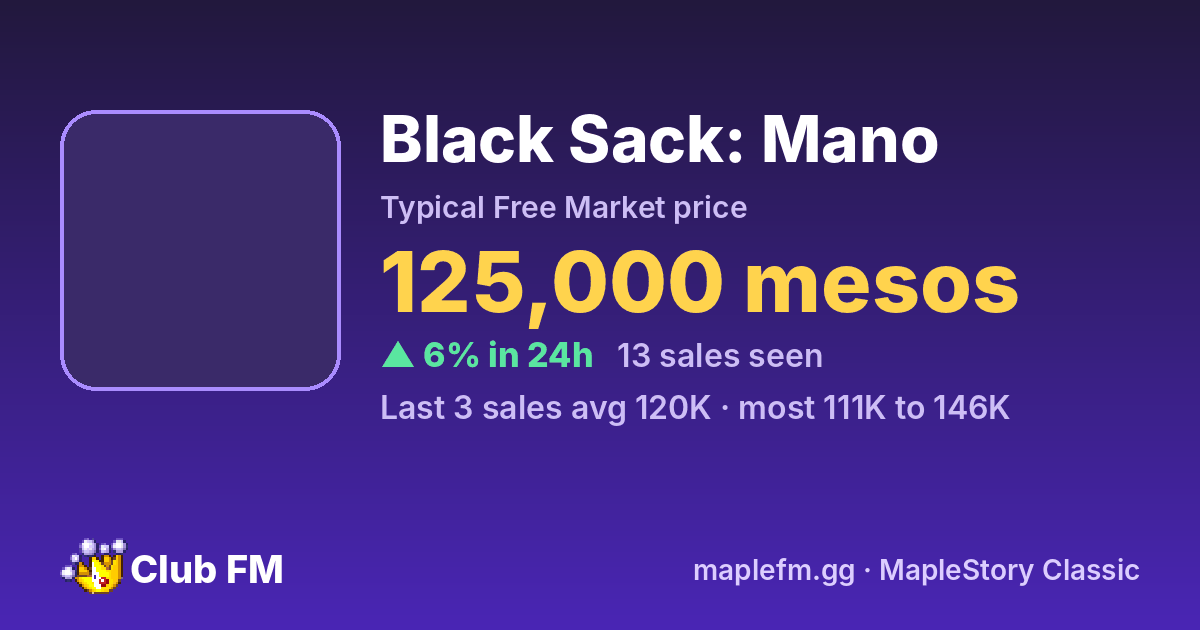 Black Sack: Mano
Typical Free Market price
125,000 mesos
▲ 6% in 24h 13 sales seen
Last 3 sales avg 120K · most 111K to 146K
Club FM
maplefm.gg · MapleStory Classic